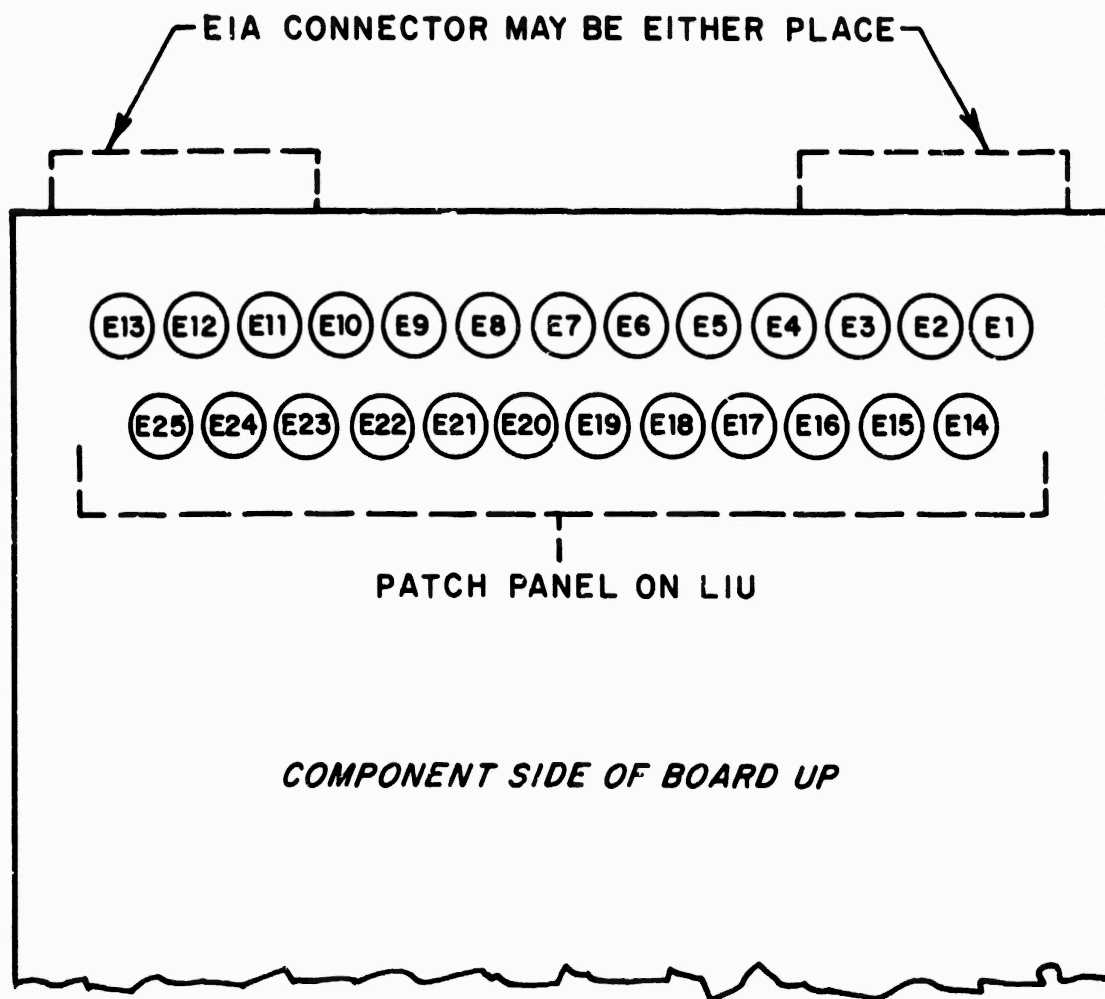 EIA CONNECTOR MAY BE EITHER PLACE
E13 E12 E11 E10 E9 E8 E7 E6 E5 E4 E3 E2 E1
E25 E24 E23 E22 E21 E20 E19 E18 E17 E16 E15 E14
PATCH PANEL ON LIU
COMPONENT SIDE OF BOARD UP